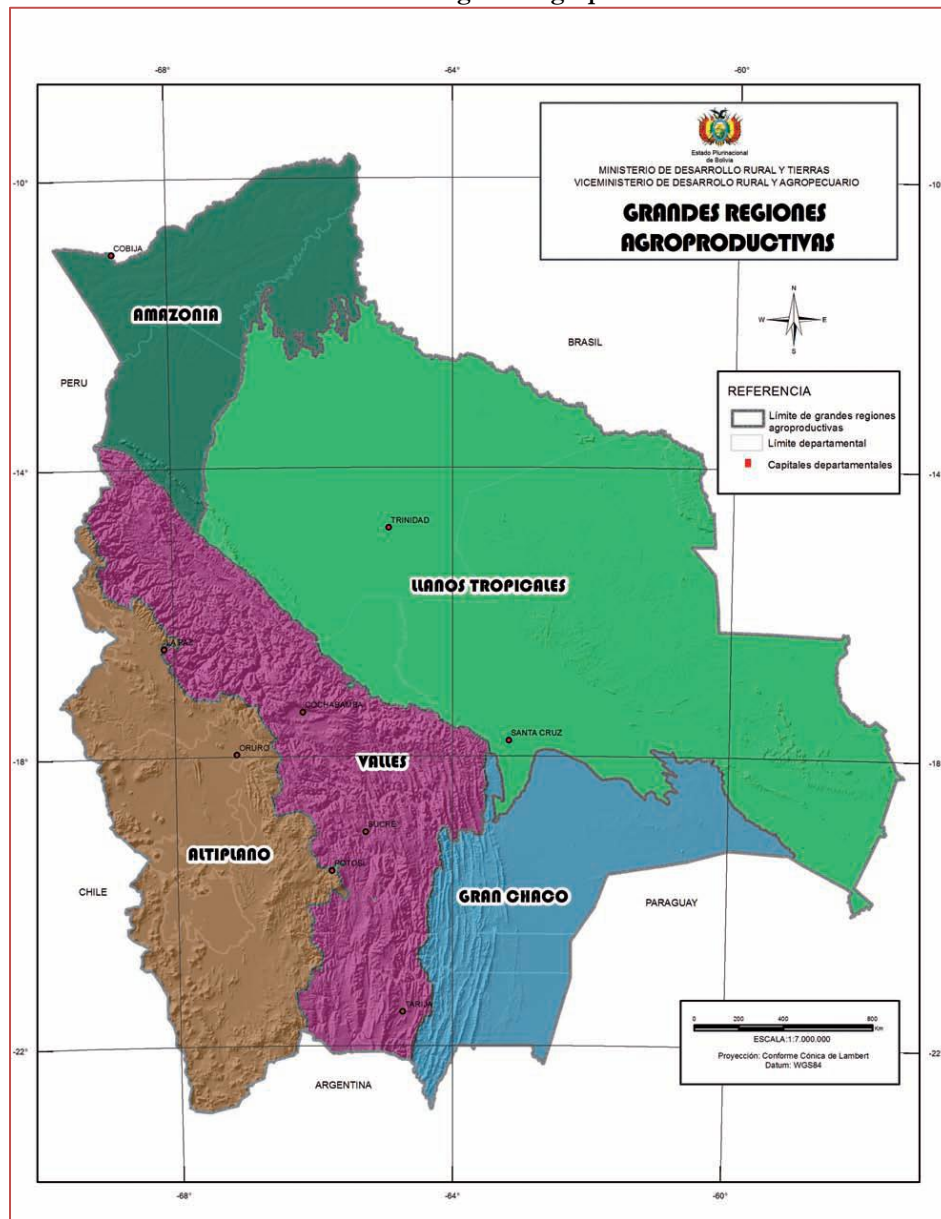 -68°
-64°
-60°
Estado Plurinacional
de Bolivia
MINISTERIO DE DESARROLLO RURAL Y TIERRAS
VICEMINISTERIO DE DESARROLO RURAL Y AGROPECUARIO
GRANDES REGIONES
AGROPRODUCTIVAS
-10°
-10°
COBIJA
AMAZONIA
N
W E
S
BRASIL
PERU
REFERENCIA
Límite de grandes regiones
agroproductivas
Límite departamental
Capitales departamentales
-14°
-14°
TRINIDAD
LLANOS TROPICALES
LA PAZ
COCHABAMBA
SANTA CRUZ
ORURO
VALLES
-18°
-18°
SUCRE
ALTIPLANO
POTOSI
CHILE
GRAN CHACO
PARAGUAY
TARIJA
0 200 400 800
Km
ESCALA:1:7.000.000
Proyección: Conforme Cónica de Lambert
Datum: WGS84
-22°
-22°
ARGENTINA
-68°
-64°
-60°